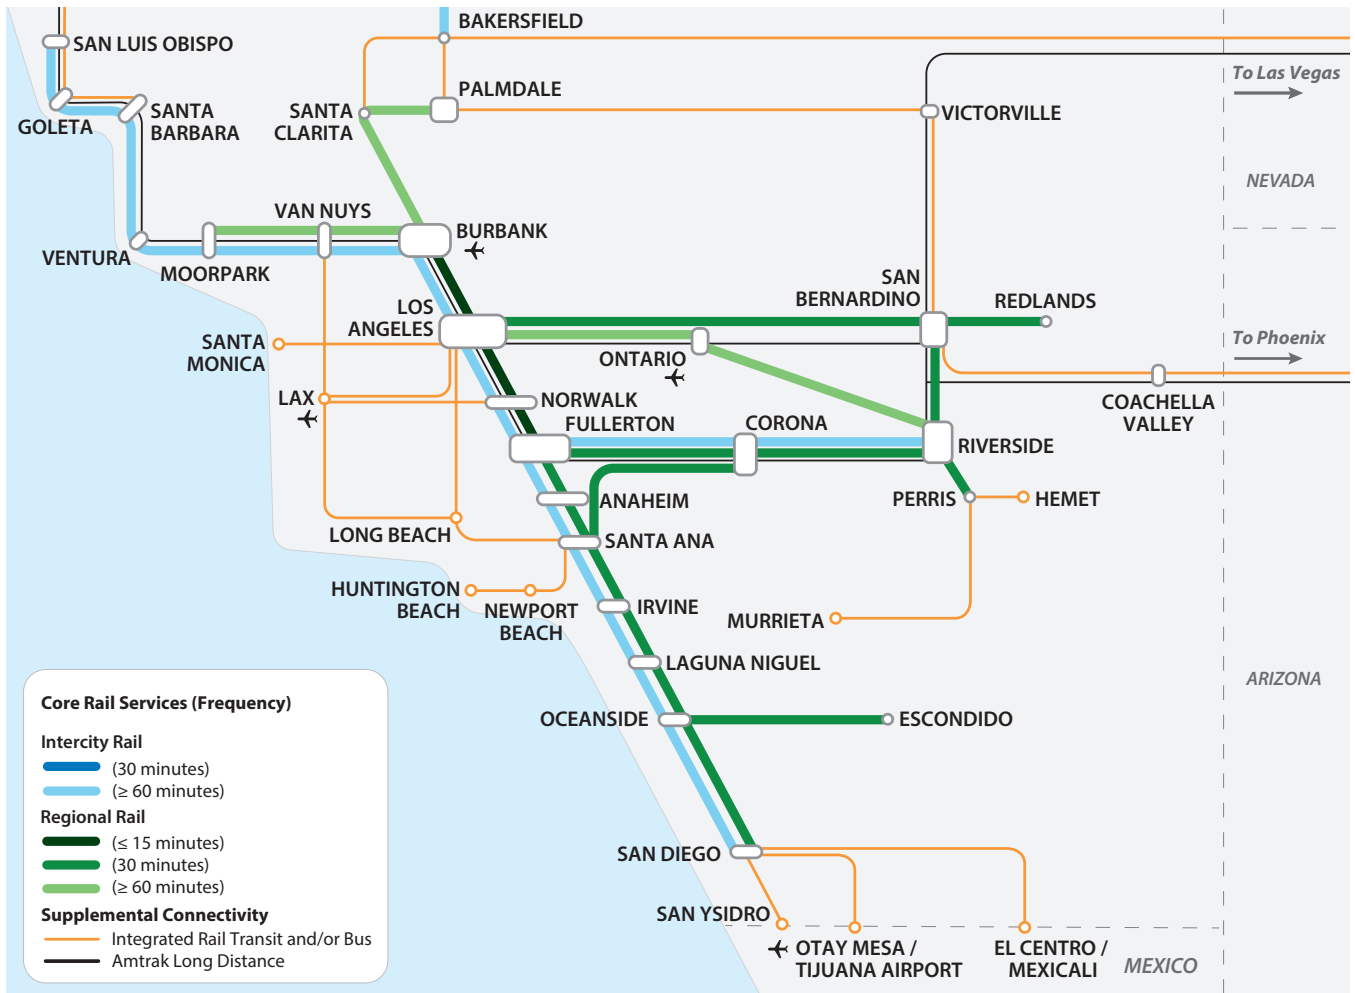 BAKERSFIELD
SAN LUIS OBISPO
To Las Vegas
PALMDALE
GOLETA
SANTA
BARBARA
SANTA
CLARITA
VICTORVILLE
NEVADA
VAN NUYS
BURBANK
VENTURA
MOORPARK
SAN
BERNARDINO
REDLANDS
LOS
ANGELES
SANTA
MONICA
ONTARIO
To Phoenix
LAX
NORWALK
COACHELLA
VALLEY
FULLERTON
CORONA
RIVERSIDE
ANAHEIM
PERRIS
HEMET
LONG BEACH
SANTA ANA
HUNTINGTON
BEACH
NEWPORT
BEACH
IRVINE
MURRIETA
LAGUNA NIGUEL
ARIZONA
OCEANSIDE
ESCONDIDO
SAN DIEGO
SAN YSIDRO
OTAY MESA /
TIJUANA AIRPORT
EL CENTRO /
MEXICALI
MEXICO
Core Rail Services (Frequency)
Intercity Rail
(30 minutes)
(≥ 60 minutes)
Regional Rail
(≤ 15 minutes)
(30 minutes)
(≥ 60 minutes)
Supplemental Connectivity
Integrated Rail Transit and/or Bus
Amtrak Long Distance